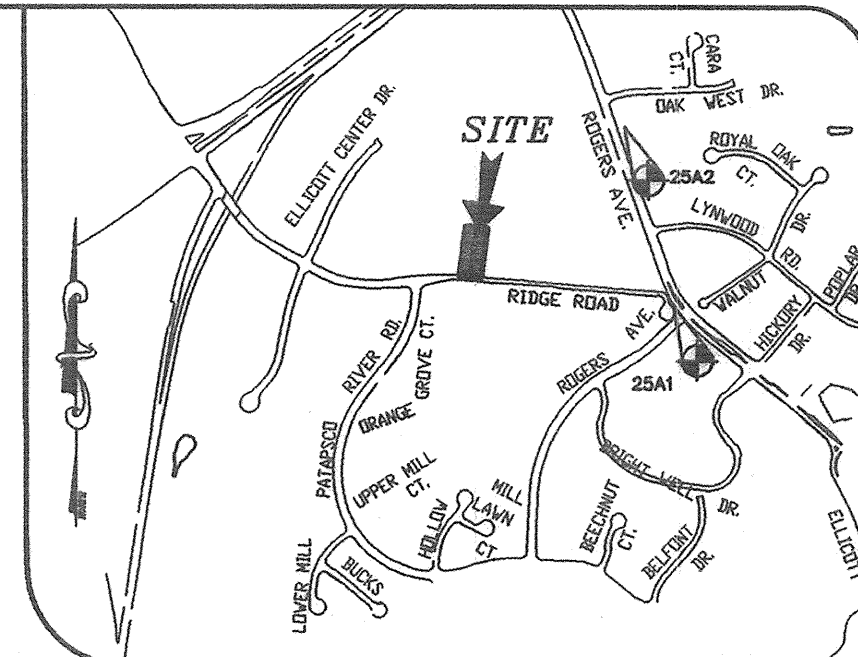 CARA
CT.
OAK WEST DR.
ELLICOTT CENTER DR.
SITE
ROGERS AVE.
ROYAL OAK
CT.
25A2
LYNWOOD
RD.
DR.
WALNUT
POPLAR
DR.
HICKORY
DR.
RIDGE ROAD
ROGERS
AVE.
25A1
PATAPSCO
RIVER RD.
ORANGE
GROVE CT.
UPPER MILL
CT.
HOLLOW
MILL
LAWN
CT
BRIGHT WELL
DR.
BEECHNUT
CT.
BELFONT
DR.
LOWER MILL
BUCKS
ELLICOTT